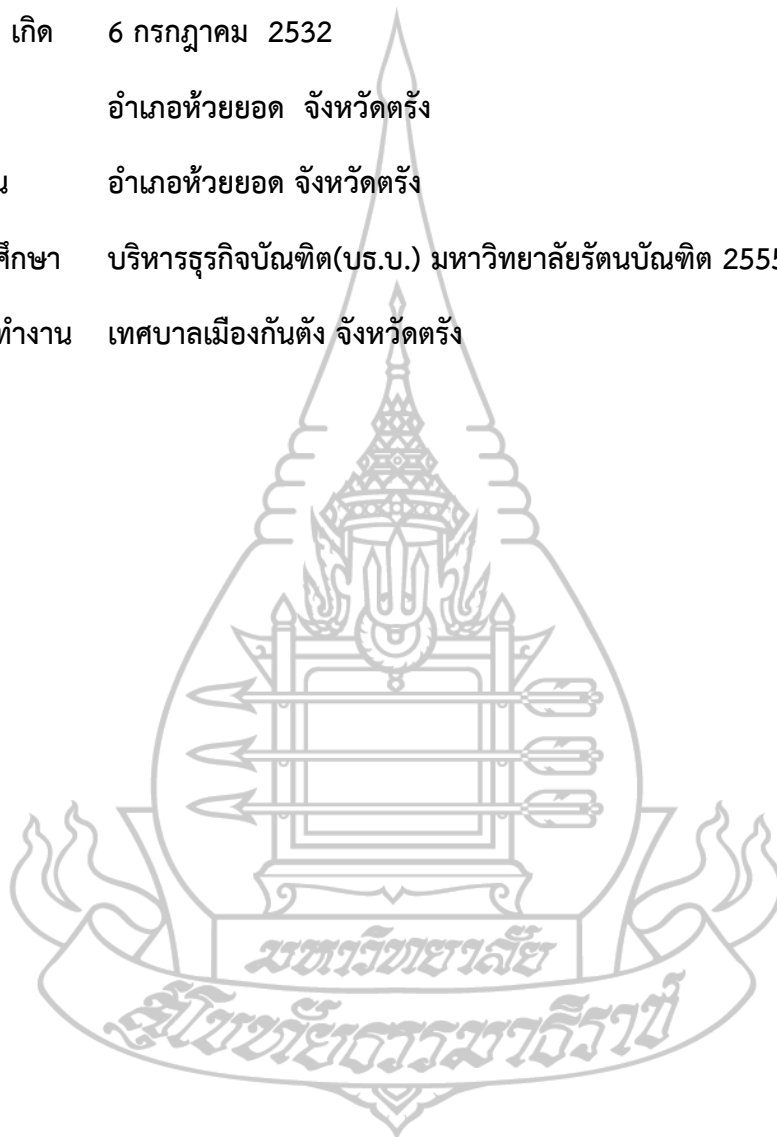 เกิด 6 กรกฎาคม 2532
อำเภอห้วยยอด จังหวัดตรัง
น อำเภอห้วยยอด จังหวัดตรัง
ศึกษา บริหารธุรกิจบัณฑิต(บธ.บ.) มหาวิทยาลัยรัตนบัณฑิต 2555
ทำงาน เทศบาลเมืองกันตัง จังหวัดตรัง
มหาวิทยาลัย
สุโขทัยธรรมาธิราช